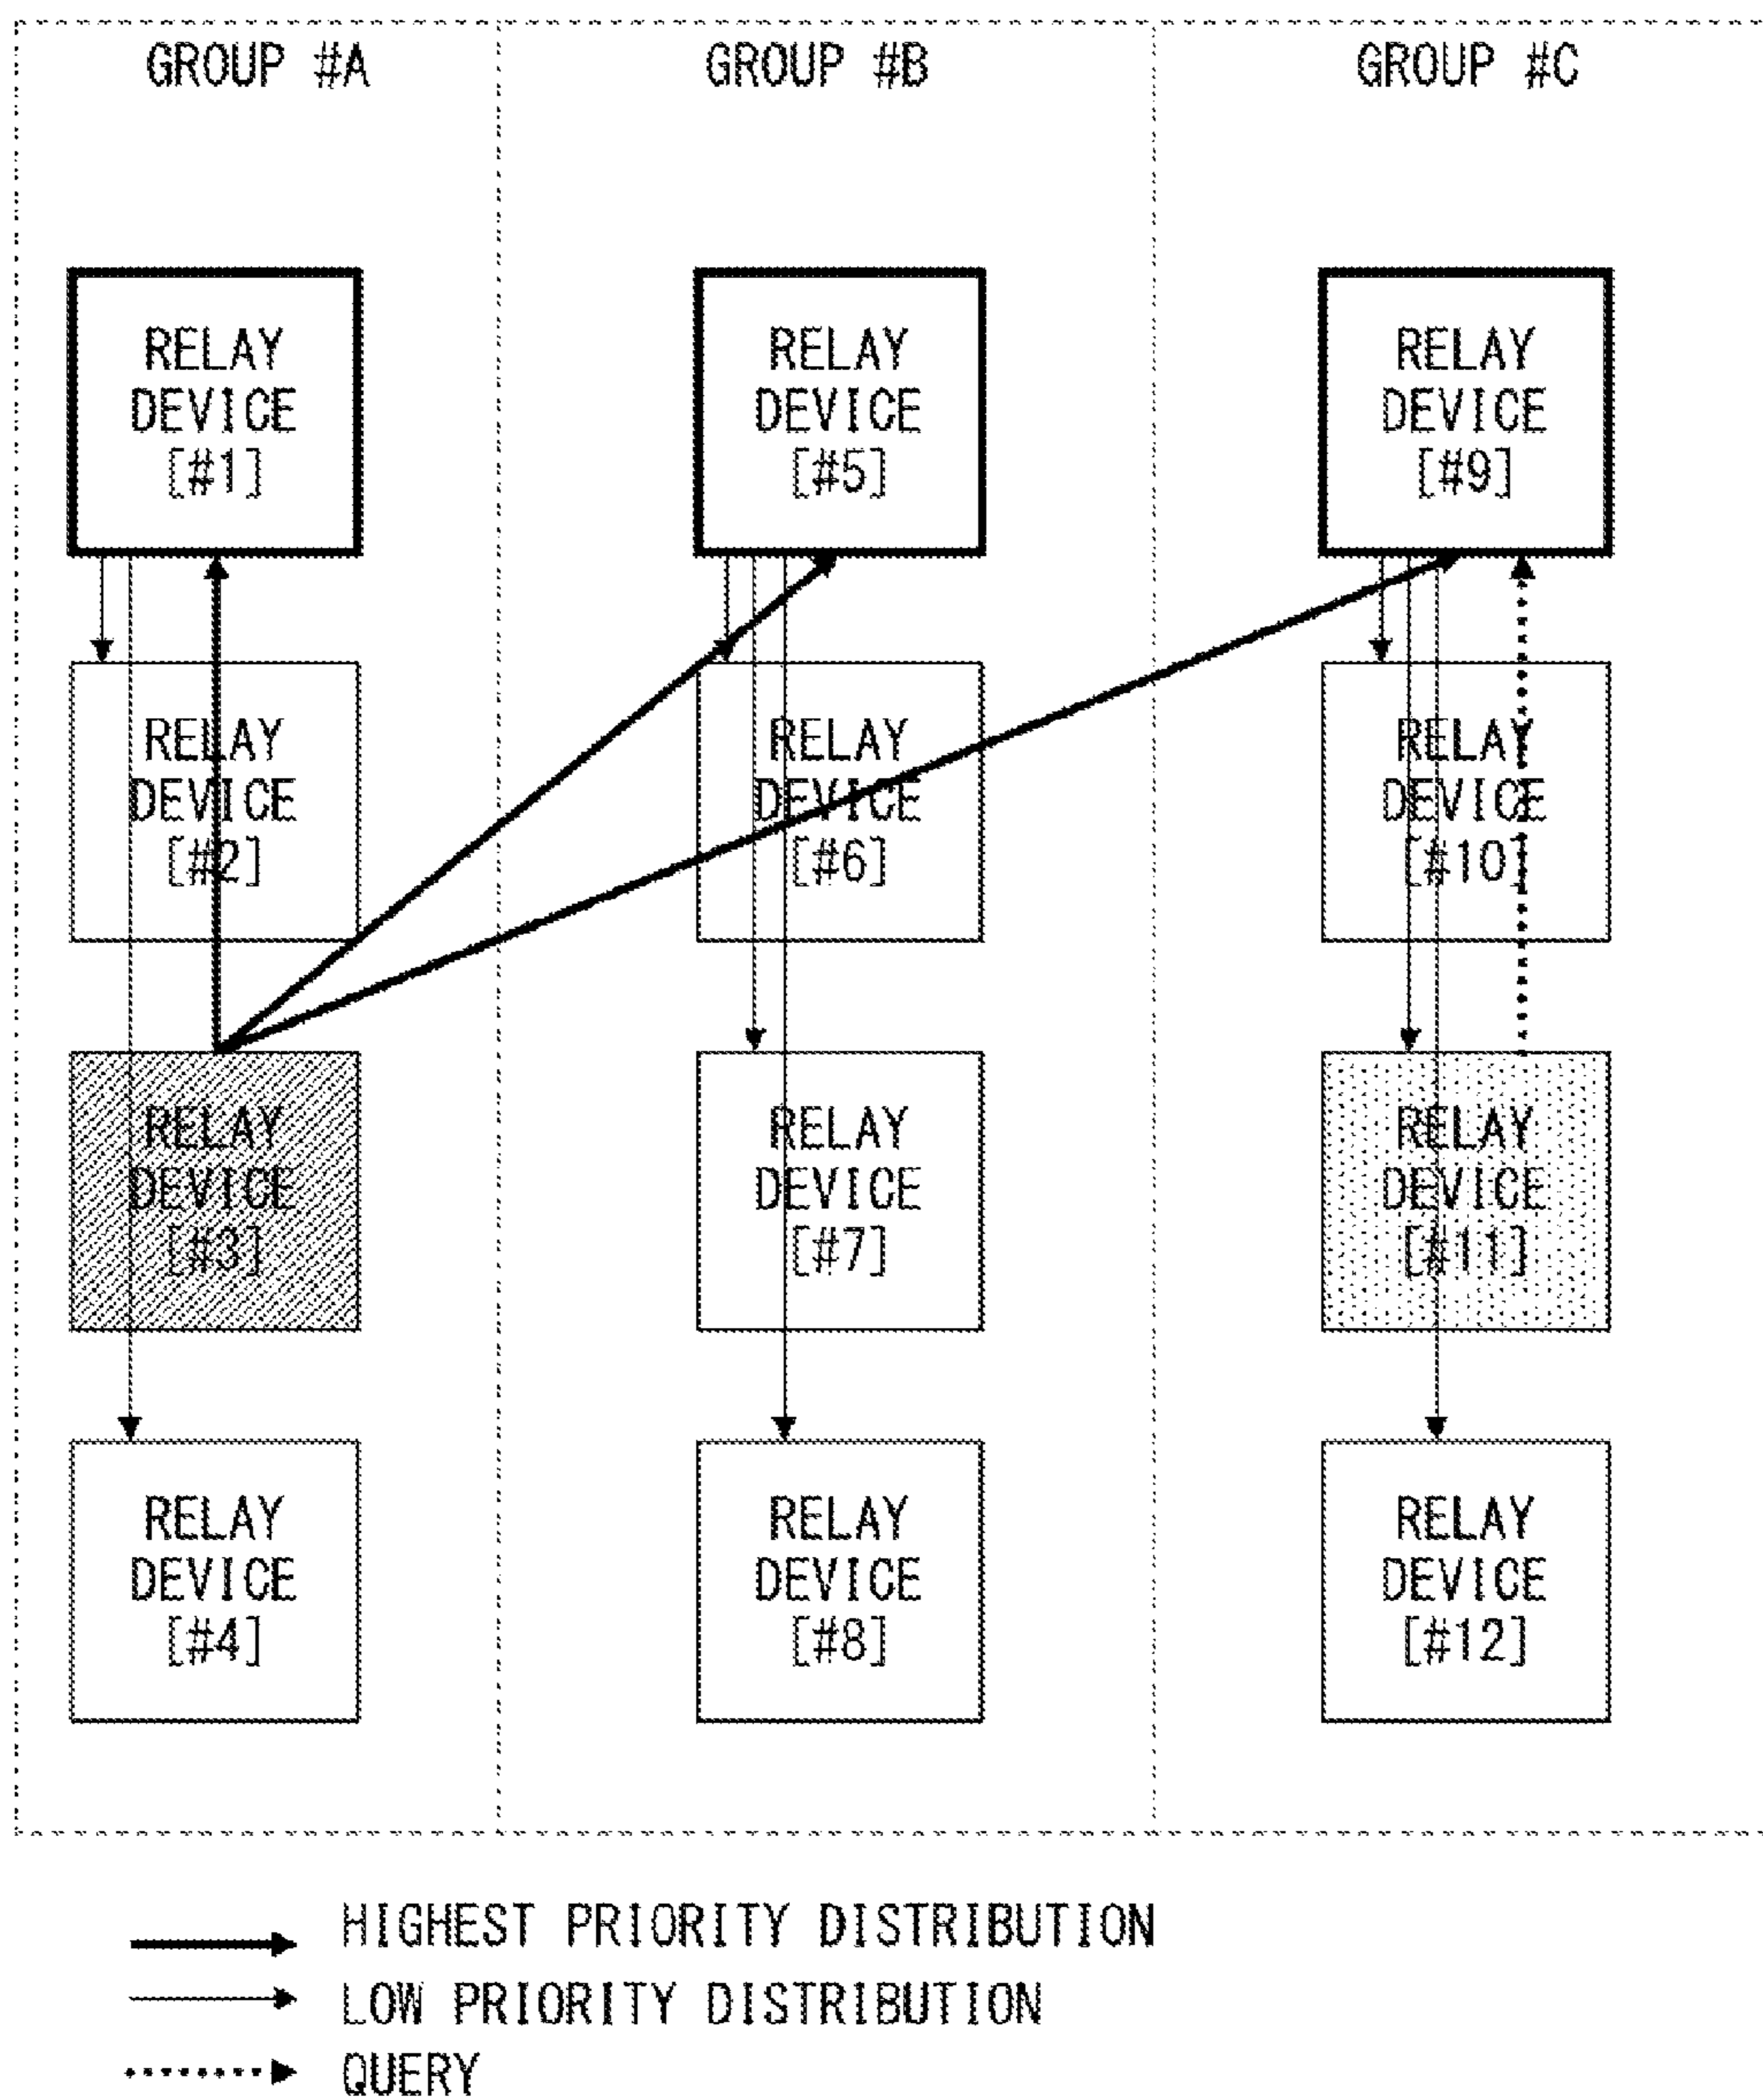 GROUP #A
GROUP #B
GROUP #C
RELAY
DEVICE
[#1]
RELAY
DEVICE
[#5]
RELAY
DEVICE
[#9]
RELAY
DEVICE
[#2]
RELAY
DEVICE
[#6]
RELAY
DEVICE
[#10]
RELAY
DEVICE
[#3]
RELAY
DEVICE
[#7]
RELAY
DEVICE
[#11]
RELAY
DEVICE
[#4]
RELAY
DEVICE
[#8]
RELAY
DEVICE
[#12]
HIGHEST PRIORITY DISTRIBUTION
LOW PRIORITY DISTRIBUTION
QUERY